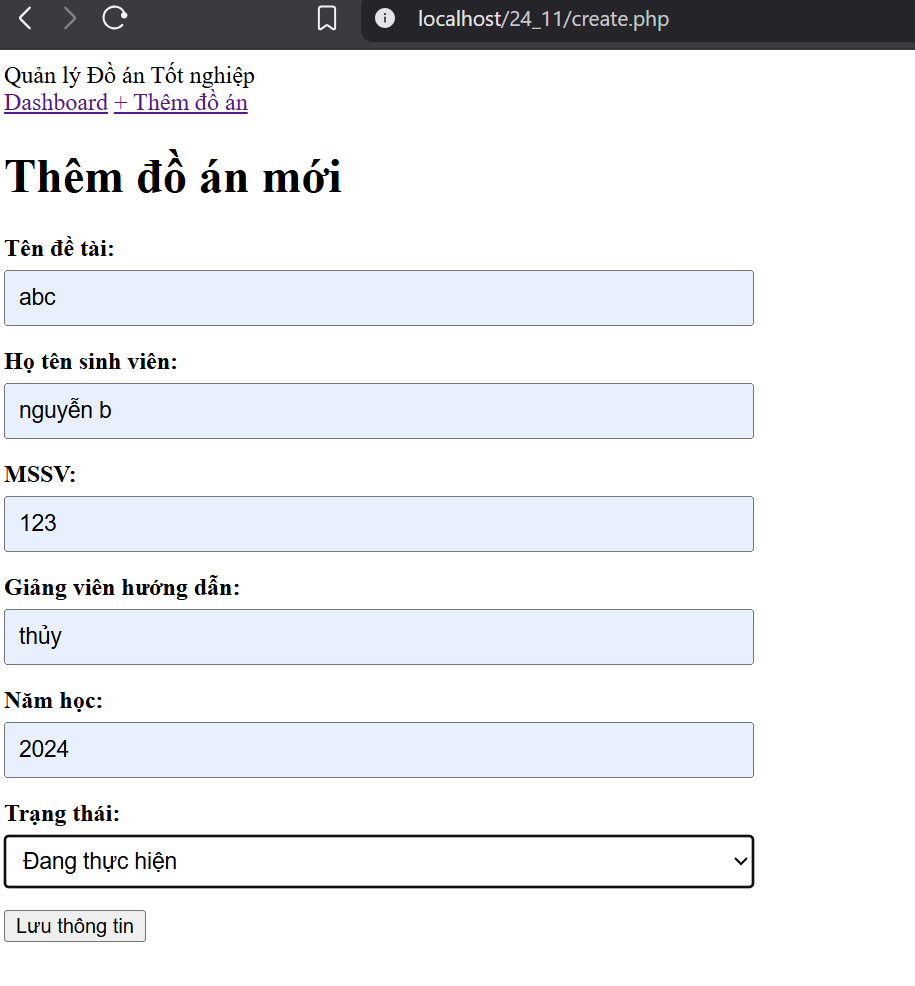 localhost/24_11/create.php
Quản lý Đồ án Tốt nghiệp
Dashboard + Thêm đồ án
Thêm đồ án mới
Tên đề tài:
abc
Họ tên sinh viên:
nguyễn b
MSSV:
123
Giảng viên hướng dẫn:
thủy
Năm học:
2024
Trạng thái:
Đang thực hiện
Lưu thông tin